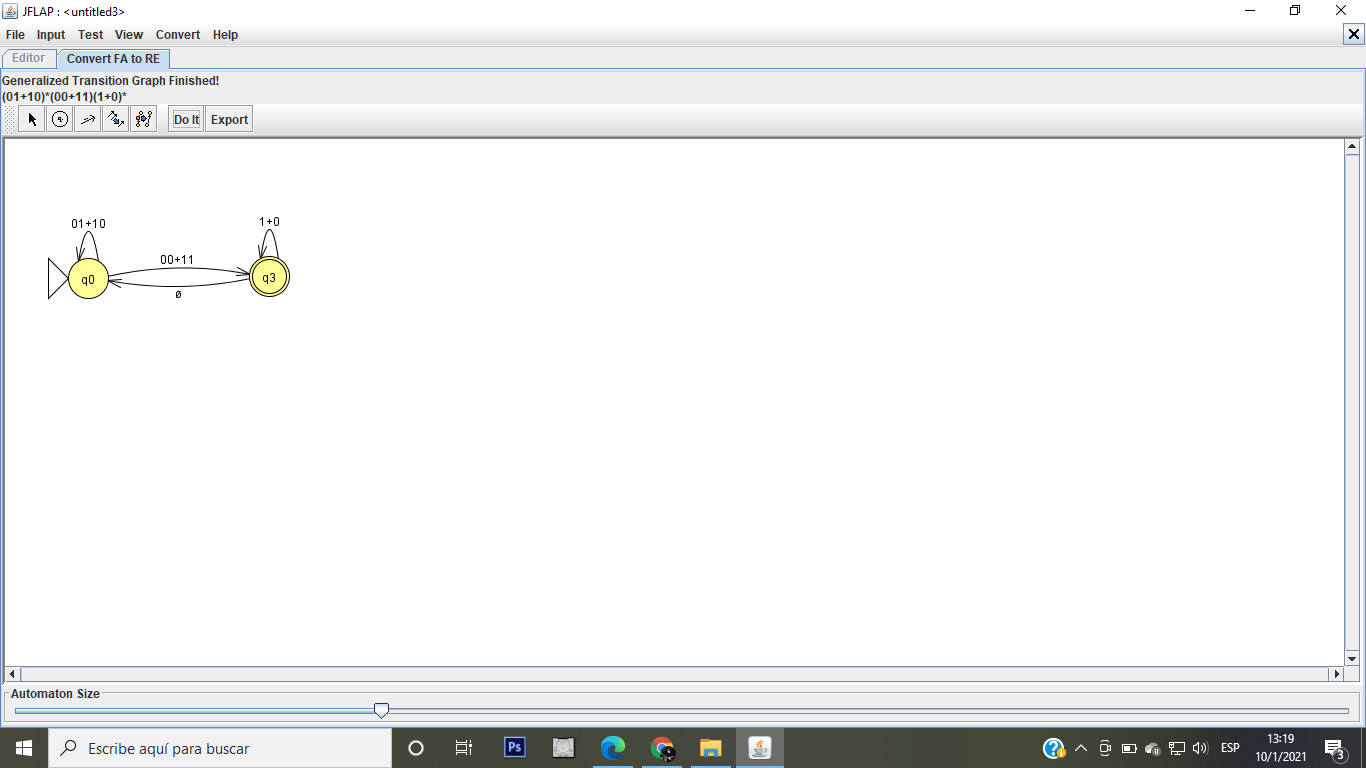 JFLAP : <untitled3>
File Input Test View Convert Help
Editor Convert FA to RE
Generalized Transition Graph Finished!
(01+10)*(00+11)(1+0)*
Do It Export
01+10
1+0
00+11
q0
q3
ø
Automaton Size
Escribe aquí para buscar
Ps
ESP
13:19
10/1/2021
3